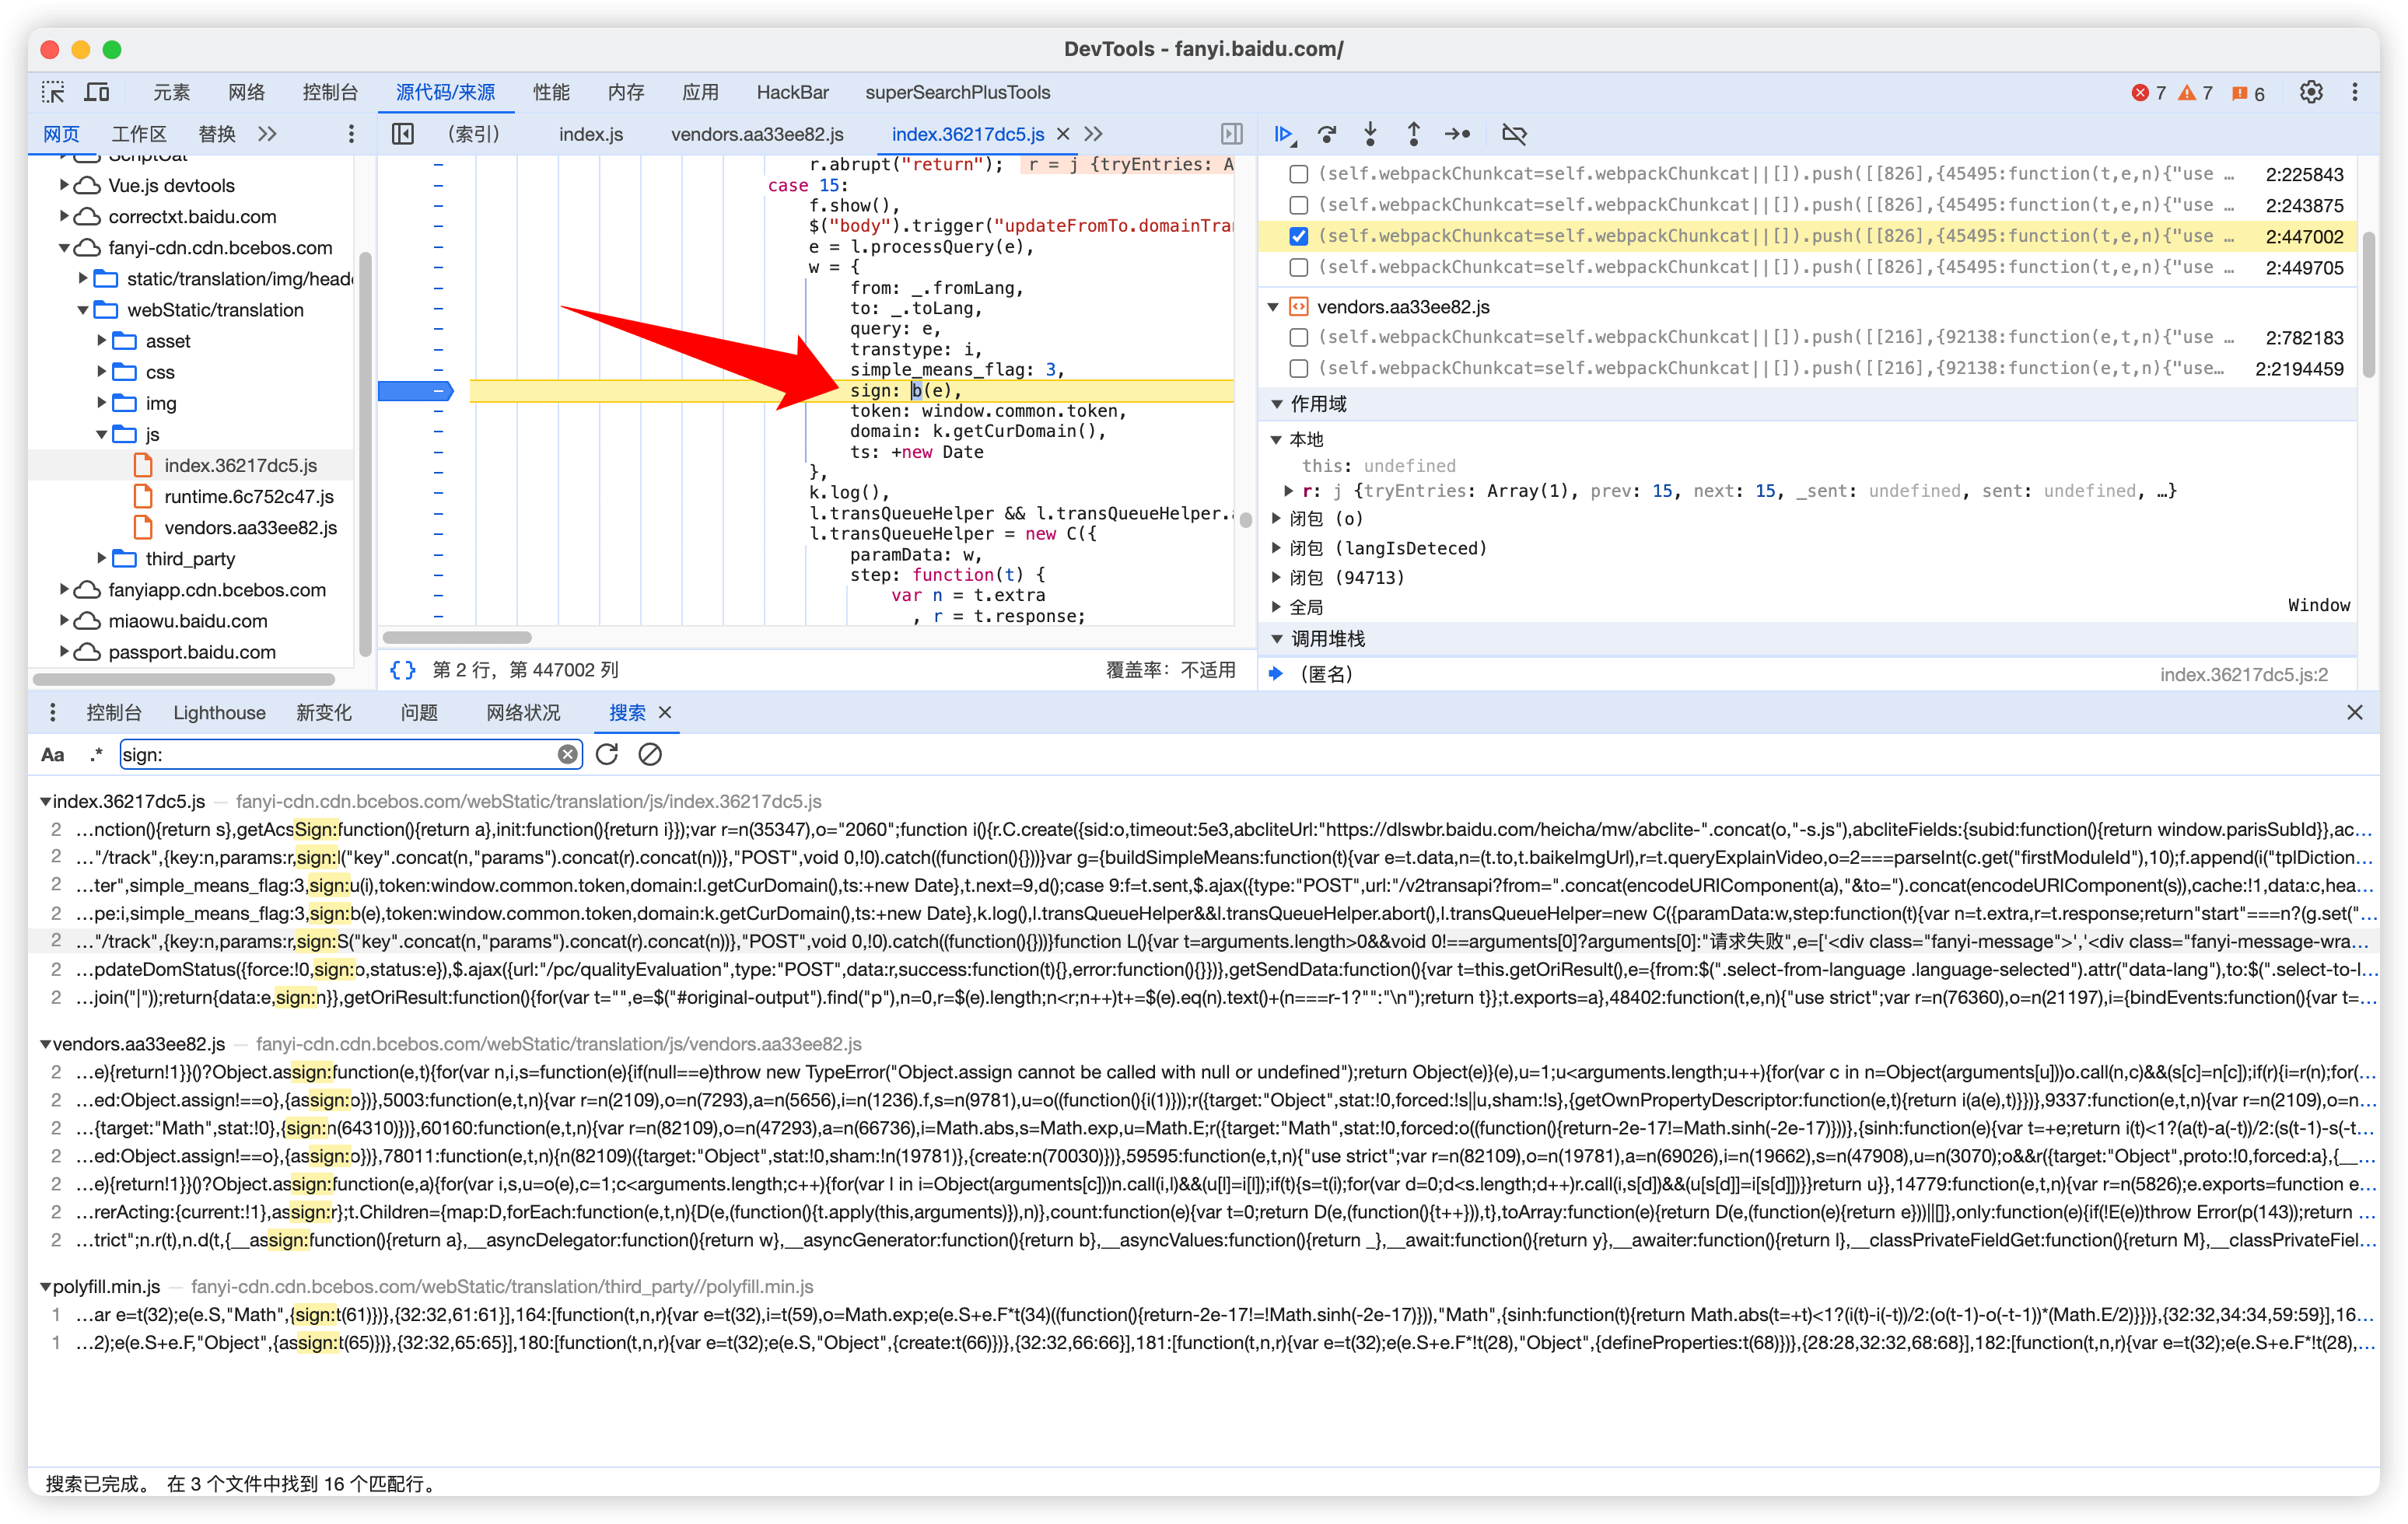 DevTools - fanyi.baidu.com/
元素 网络 控制台 源代码/来源 性能 内存 应用 HackBar superSearchPlusTools 7 7 6
网页 工作区 替换
(索引) index.js vendors.aa33ee82.js index.36217dc5.js
ScriptCat
Vue.js devtools
correctxt.baidu.com
fanyi-cdn.cdn.bcebos.com
static/translation/img/head
webStatic/translation
asset
css
img
js
index.36217dc5.js
runtime.6c752c47.js
vendors.aa33ee82.js
third_party
fanyiapp.cdn.bcebos.com
miaowu.baidu.com
passport.baidu.com
r.abrupt("return"); r = j {tryEntries: A
case 15:
f.show(),
$("body").trigger("updateFromTo.domainTra
e = l.processQuery(e),
w = {
from: _.fromLang,
to: _.toLang,
query: e,
transtype: i,
simple_means_flag: 3,
sign: b(e),
token: window.common.token,
domain: k.getCurDomain(),
ts: +new Date
},
k.log(),
l.transQueueHelper && l.transQueueHelper.a
l.transQueueHelper = new C({
paramData: w,
step: function(t) {
var n = t.extra
, r = t.response;
{ } 第 2 行，第 447002 列 覆盖率：不适用
(self.webpackChunkcat=self.webpackChunkcat||[]).push([[826],{45495:function(t,e,n){"use … 2:225843
(self.webpackChunkcat=self.webpackChunkcat||[]).push([[826],{45495:function(t,e,n){"use … 2:243875
(self.webpackChunkcat=self.webpackChunkcat||[]).push([[826],{45495:function(t,e,n){"use … 2:447002
(self.webpackChunkcat=self.webpackChunkcat||[]).push([[826],{45495:function(t,e,n){"use … 2:449705
vendors.aa33ee82.js
(self.webpackChunkcat=self.webpackChunkcat||[]).push([[216],{92138:function(e,t,n){"use … 2:782183
(self.webpackChunkcat=self.webpackChunkcat||[]).push([[216],{92138:function(e,t,n){"use… 2:2194459
作用域
本地
this: undefined
r: j {tryEntries: Array(1), prev: 15, next: 15, _sent: undefined, sent: undefined, …}
闭包 (o)
闭包 (langIsDeteced)
闭包 (94713)
全局 Window
调用堆栈
(匿名) index.36217dc5.js:2
控制台 Lighthouse 新变化 问题 网络状况 搜索
Aa .* sign:
index.36217dc5.js — fanyi-cdn.cdn.bcebos.com/webStatic/translation/js/index.36217dc5.js
2 …nction(){return s},getAcsSign:function(){return a},init:function(){return i}});var r=n(35347),o="2060";function i(){r.C.create({sid:o,timeout:5e3,abcliteUrl:"https://dlswbr.baidu.com/heicha/mw/abclite-".concat(o,"-s.js"),abcliteFields:{subid:function(){return window.parisSubId}},ac…
2 …"/track",{key:n,params:r,sign:l("key".concat(n,"params").concat(r).concat(n))},"POST",void 0,!0).catch((function(){}))}var g={buildSimpleMeans:function(t){var e=t.data,n=(t.to,t.baikeImgUrl),r=t.queryExplainVideo,o=2===parseInt(c.get("firstModuleId"),10);f.append(i("tplDiction…
2 …ter",simple_means_flag:3,sign:u(i),token:window.common.token,domain:l.getCurDomain(),ts:+new Date},t.next=9,d();case 9:f=t.sent,$.ajax({type:"POST",url:"/v2transapi?from=".concat(encodeURIComponent(a),"&to=").concat(encodeURIComponent(s)),cache:!1,data:c,hea…
2 …pe:i,simple_means_flag:3,sign:b(e),token:window.common.token,domain:k.getCurDomain(),ts:+new Date},k.log(),l.transQueueHelper&&l.transQueueHelper.abort(),l.transQueueHelper=new C({paramData:w,step:function(t){var n=t.extra,r=t.response;return"start"===n?(g.set("…
2 …"/track",{key:n,params:r,sign:S("key".concat(n,"params").concat(r).concat(n))},"POST",void 0,!0).catch((function(){}))}function L(){var t=arguments.length>0&&void 0!==arguments[0]?arguments[0]:"请求失败",e=['<div class="fanyi-message">','<div class="fanyi-message-wra…
2 …pdateDomStatus({force:!0,sign:o,status:e}),$.ajax({url:"/pc/qualityEvaluation",type:"POST",data:r,success:function(t){},error:function(){}})},getSendData:function(){var t=this.getOriResult(),e={from:$(".select-from-language .language-selected").attr("data-lang"),to:$(".select-to-l…
2 …join("|"));return{data:e,sign:n}},getOriResult:function(){for(var t="",e=$("#original-output").find("p"),n=0,r=$(e).length;n<r;n++)t+=$(e).eq(n).text()+(n===r-1?"":"\n");return t}};t.exports=a},48402:function(t,e,n){"use strict";var r=n(76360),o=n(21197),i={bindEvents:function(){var t=…
vendors.aa33ee82.js — fanyi-cdn.cdn.bcebos.com/webStatic/translation/js/vendors.aa33ee82.js
2 …e){return!1}}()?Object.assign:function(e,t){for(var n,i,s=function(e){if(null==e)throw new TypeError("Object.assign cannot be called with null or undefined");return Object(e)}(e),u=1;u<arguments.length;u++){for(var c in n=Object(arguments[u]))o.call(n,c)&&(s[c]=n[c]);if(r){i=r(n);for(…
2 …ed:Object.assign!==o},{assign:o})},5003:function(e,t,n){var r=n(2109),o=n(7293),a=n(5656),i=n(1236).f,s=n(9781),u=o((function(){i(1)}));r({target:"Object",stat:!0,forced:!s||u,sham:!s},{getOwnPropertyDescriptor:function(e,t){return i(a(e),t)}})},9337:function(e,t,n){var r=n(2109),o=n…
2 …{target:"Math",stat:!0},{sign:n(64310)})},60160:function(e,t,n){var r=n(82109),o=n(47293),a=n(66736),i=Math.abs,s=Math.exp,u=Math.E;r({target:"Math",stat:!0,forced:o((function(){return-2e-17!=Math.sinh(-2e-17)}))},{sinh:function(e){var t=+e;return i(t)<1?(a(t)-a(-t))/2:(s(t-1)-s(-t…
2 …ed:Object.assign!==o},{assign:o})},78011:function(e,t,n){n(82109)({target:"Object",stat:!0,sham:!n(19781)},{create:n(70030)})},59595:function(e,t,n){"use strict";var r=n(82109),o=n(19781),a=n(69026),i=n(19662),s=n(47908),u=n(3070);o&&r({target:"Object",proto:!0,forced:a},{__…
2 …e){return!1}}()?Object.assign:function(e,a){for(var i,s,u=o(e),c=1;c<arguments.length;c++){for(var l in i=Object(arguments[c]))n.call(i,l)&&(u[l]=i[l]);if(t){s=t(i);for(var d=0;d<s.length;d++)r.call(i,s[d])&&(u[s[d]]=i[s[d]])}}return u}},14779:function(e,t,n){var r=n(5826);e.exports=function e…
2 …rerActing:{current:!1},assign:r};t.Children={map:D,forEach:function(e,t,n){D(e,(function(){t.apply(this,arguments)}),n)},count:function(e){var t=0;return D(e,(function(){t++})),t},toArray:function(e){return D(e,(function(e){return e}))||[]},only:function(e){if(!E(e))throw Error(p(143));return …
2 …trict";n.r(t),n.d(t,{__assign:function(){return a},__asyncDelegator:function(){return w},__asyncGenerator:function(){return b},__asyncValues:function(){return _},__await:function(){return y},__awaiter:function(){return l},__classPrivateFieldGet:function(){return M},__classPrivateFiel…
polyfill.min.js — fanyi-cdn.cdn.bcebos.com/webStatic/translation/third_party//polyfill.min.js
1 …ar e=t(32);e(e.S,"Math",{sign:t(61)})},{32:32,61:61}],164:[function(t,n,r){var e=t(32),i=t(59),o=Math.exp;e(e.S+e.F*t(34)((function(){return-2e-17!=!Math.sinh(-2e-17)})),"Math",{sinh:function(t){return Math.abs(t=+t)<1?(i(t)-i(-t))/2:(o(t-1)-o(-t-1))*(Math.E/2)}})},{32:32,34:34,59:59}],16…
1 …2);e(e.S+e.F,"Object",{assign:t(65)})},{32:32,65:65}],180:[function(t,n,r){var e=t(32);e(e.S,"Object",{create:t(66)})},{32:32,66:66}],181:[function(t,n,r){var e=t(32);e(e.S+e.F*!t(28),"Object",{defineProperties:t(68)})},{28:28,32:32,68:68}],182:[function(t,n,r){var e=t(32);e(e.S+e.F*!t(28),…
搜索已完成。 在 3 个文件中找到 16 个匹配行。